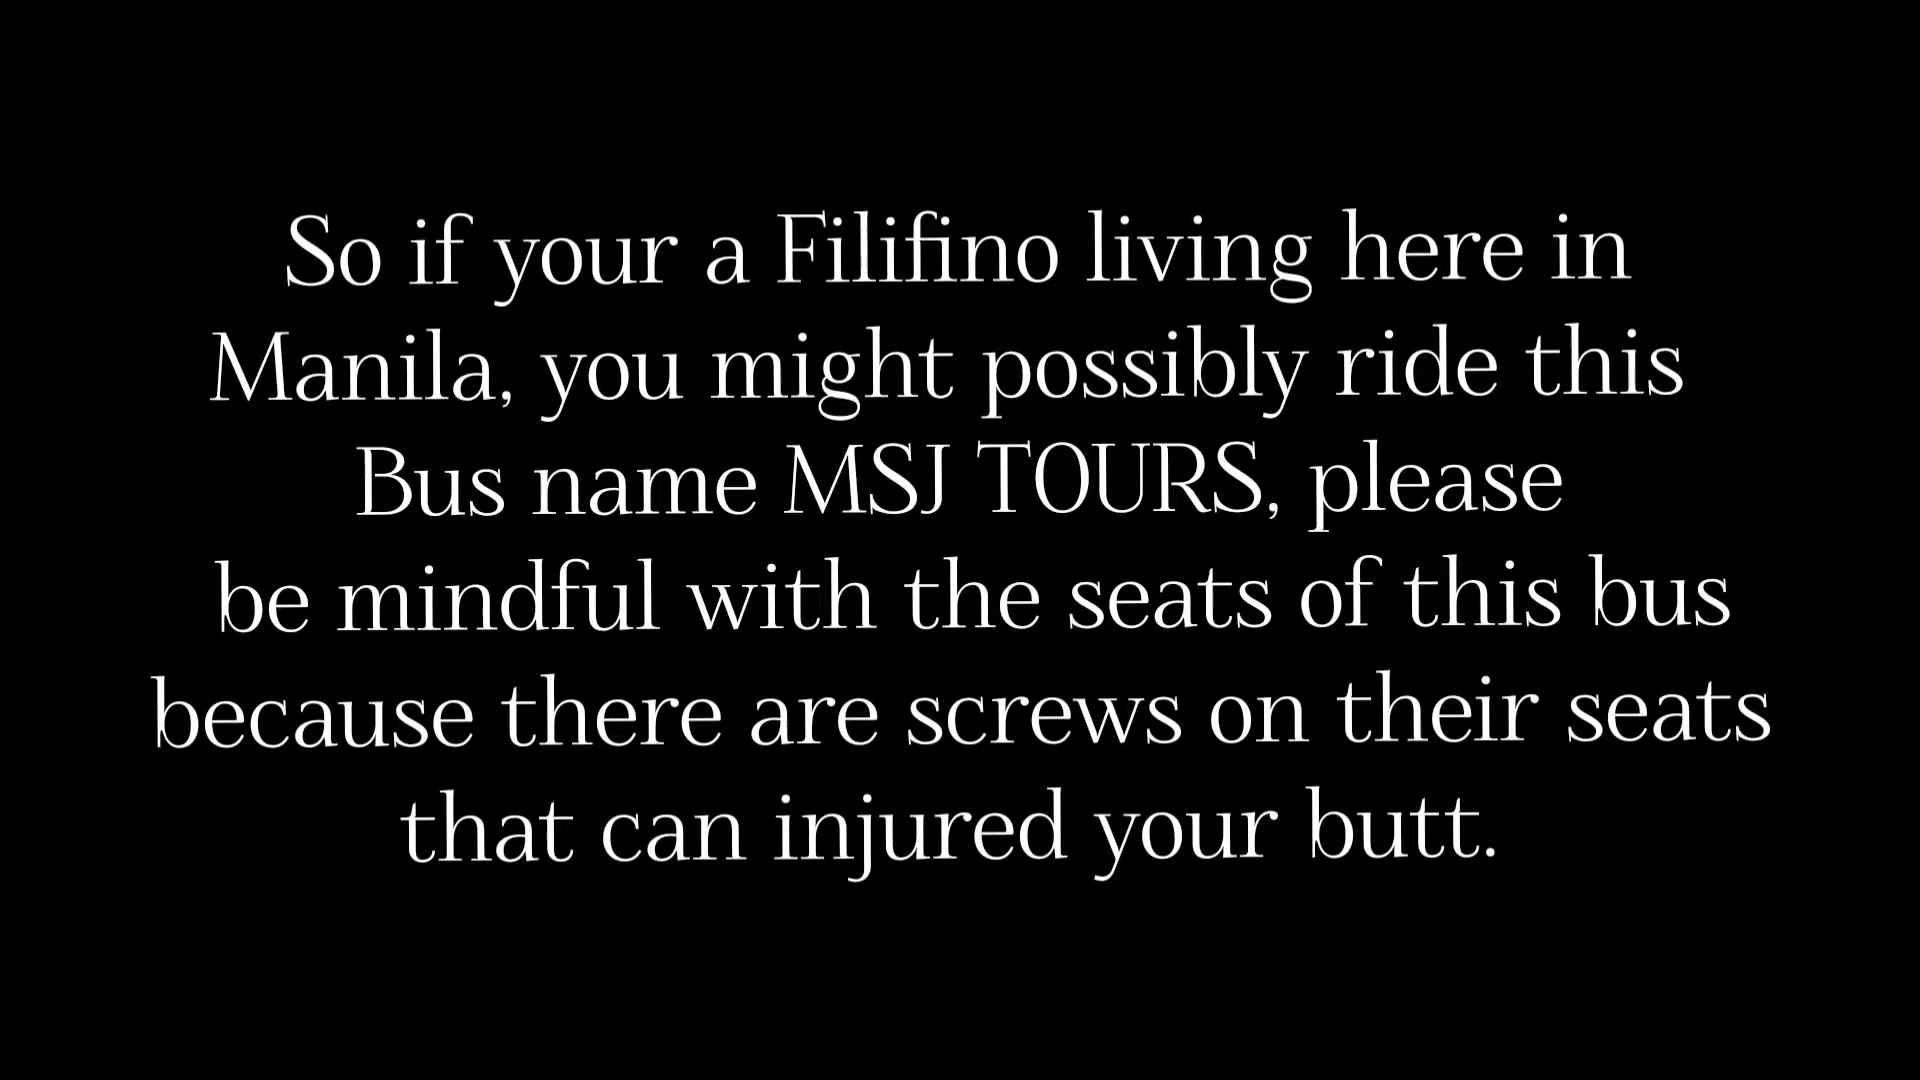 So if your a Filifino living here in
Manila, you might possibly ride this
Bus name MSJ TOURS, please
be mindful with the seats of this bus
because there are screws on their seats
that can injured your butt.